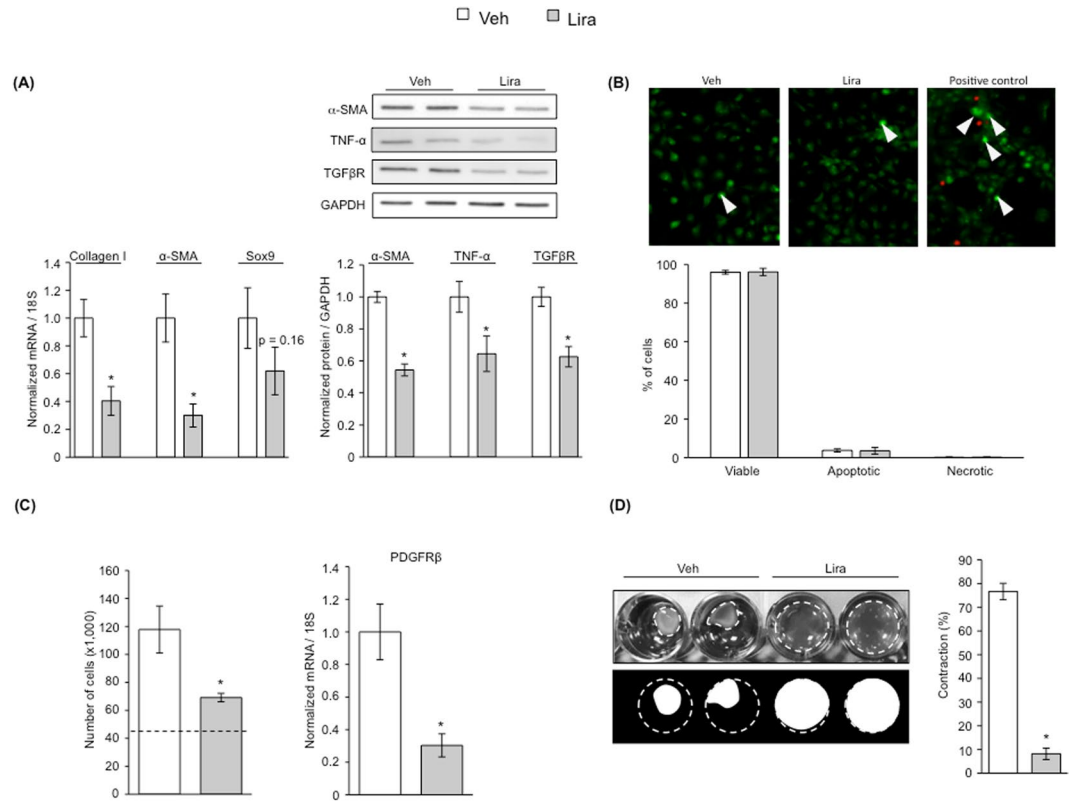 Veh Lira
(A)
Veh Lira
α-SMA
TNF-α
TGFβR
GAPDH
Collagen I α-SMA Sox9
Normalized mRNA / 18S
1.4
1.2
1
0.8
0.6
0.4
0.2
0
*
*
p = 0.16
α-SMA TNF-α TGFβR
Normalized protein / GAPDH
1.2
1.0
0.8
0.6
0.4
0.2
0
*
*
*
(B)
Veh Lira Positive control
% of cells
100
80
60
40
20
0
Viable Apoptotic Necrotic
(C)
Number of cells (x1,000)
160
140
120
100
80
60
40
20
0
*
PDGFRβ
Normalized mRNA / 18S
1.4
1.2
1
0.8
0.6
0.4
0.2
0
*
(D)
Veh Lira
Contraction (%)
90
80
70
60
50
40
30
20
10
0
*